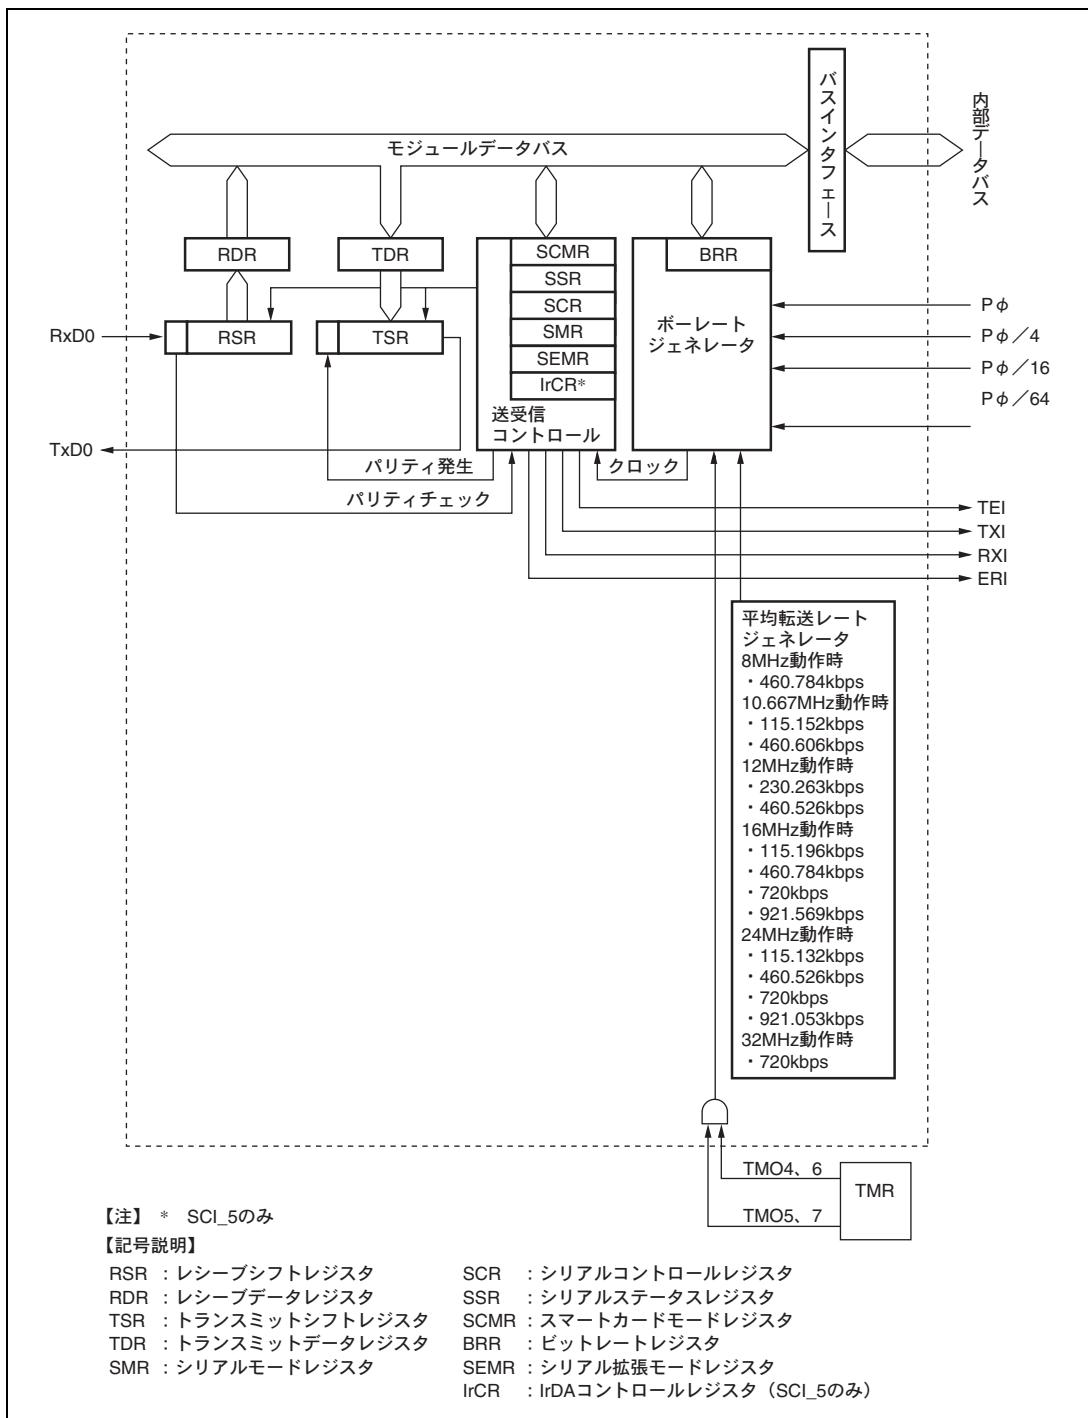 バスインタフェース
内部データバス
モジュールデータバス
RDR
TDR
SCMR
BRR
SSR
SCR
SMR
SEMR
IrCR*
RxD0
RSR
TSR
ボーレート
ジェネレータ
Pφ
Pφ／4
Pφ／16
Pφ／64
送受信
コントロール
TxD0
パリティ発生
クロック
パリティチェック
TEI
TXI
RXI
ERI
平均転送レート
ジェネレータ
8MHz動作時
・460.784kbps
10.667MHz動作時
・115.152kbps
・460.606kbps
12MHz動作時
・230.263kbps
・460.526kbps
16MHz動作時
・115.196kbps
・460.784kbps
・720kbps
・921.569kbps
24MHz動作時
・115.132kbps
・460.526kbps
・720kbps
・921.053kbps
32MHz動作時
・720kbps
TMO4、6
TMR
TMO5、7
【注】 * SCI_5のみ
【記号説明】
RSR ：レシーブシフトレジスタ
RDR ：レシーブデータレジスタ
TSR ：トランスミットシフトレジスタ
TDR ：トランスミットデータレジスタ
SMR ：シリアルモードレジスタ
SCR ：シリアルコントロールレジスタ
SSR ：シリアルステータスレジスタ
SCMR ：スマートカードモードレジスタ
BRR ：ビットレートレジスタ
SEMR ：シリアル拡張モードレジスタ
IrCR ：IrDAコントロールレジスタ（SCI_5のみ）